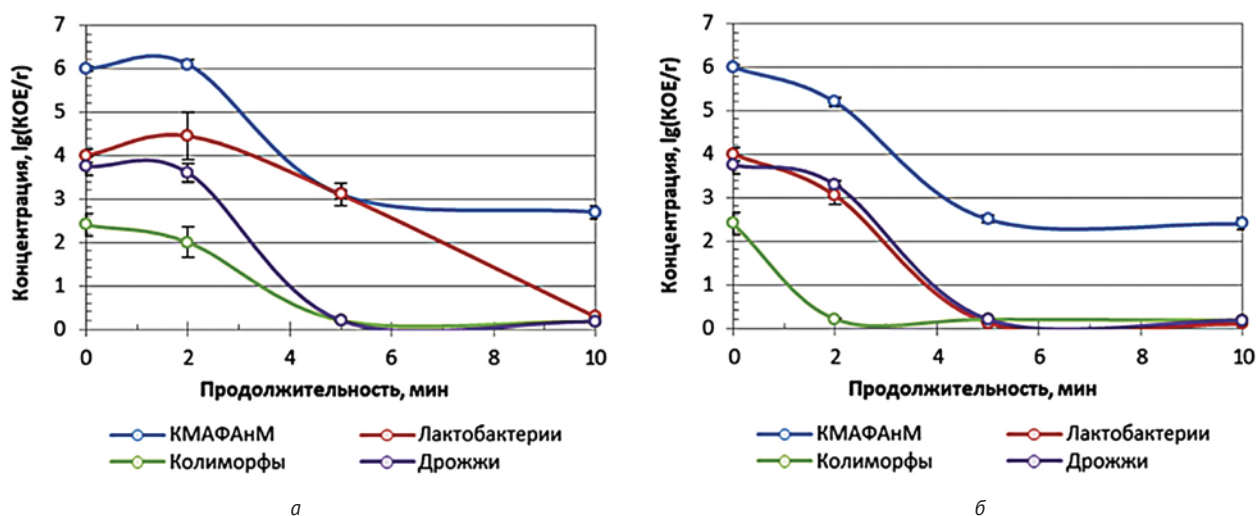 Концентрация, lg(КОЕ/г)
7
6
5
4
3
2
1
0
0 2 4 6 8 10
Продолжительность, мин
КМАФАнМ Лактобактерии
Колиморфы Дрожжи
а
Концентрация, lg(КОЕ/г)
7
6
5
4
3
2
1
0
0 2 4 6 8 10
Продолжительность, мин
КМАФАнМ Лактобактерии
Колиморфы Дрожжи
б